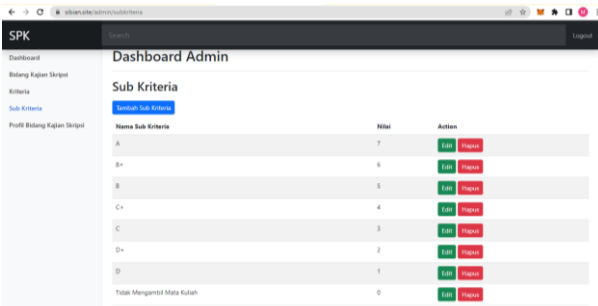 sibian.site/admin/subkriteria
SPK
Search
Logout
Dashboard
Bidang Kajian Skripsi
Kriteria
Sub Kriteria
Profil Bidang Kajian Skripsi
Dashboard Admin
Sub Kriteria
Tambah Sub Kriteria
Nama Sub Kriteria Nilai Action
A 7 Edit Hapus
B+ 6 Edit Hapus
B 5 Edit Hapus
C+ 4 Edit Hapus
C 3 Edit Hapus
D+ 2 Edit Hapus
D 1 Edit Hapus
Tidak Mengambil Mata Kuliah 0 Edit Hapus